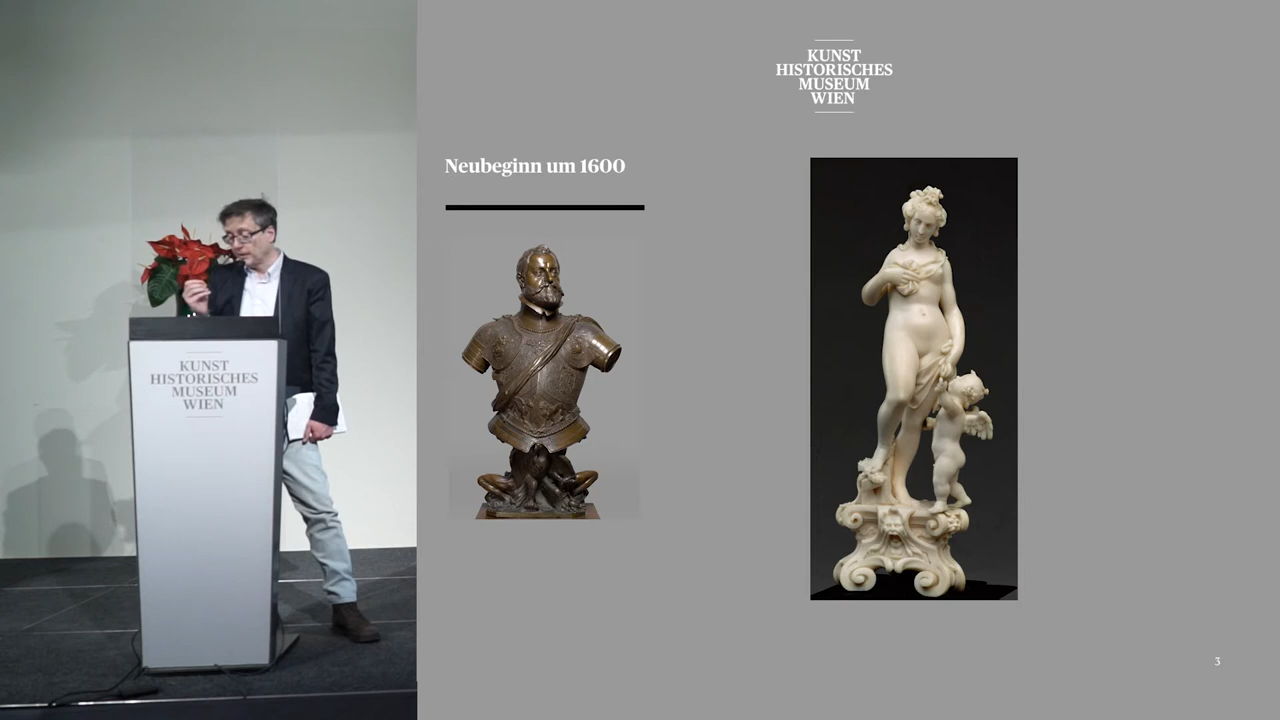 KUNST
HISTORISCHES
MUSEUM
WIEN
Neubeginn um 1600
KUNST
HISTORISCHES
MUSEUM
WIEN
3